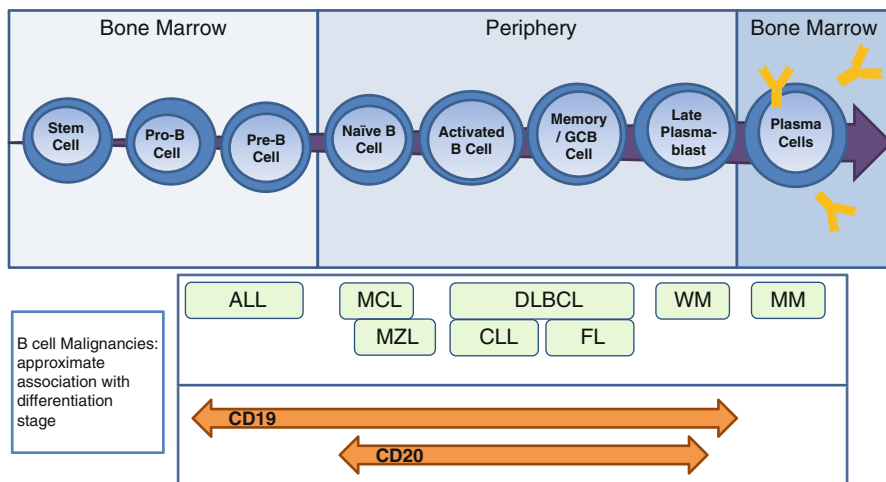 Bone Marrow
Periphery
Bone Marrow
Stem
Cell
Pro-B
Cell
Pre-B
Cell
Naïve B
Cell
Activated
B Cell
Memory
/ GCB
Cell
Late
Plasma-
blast
Plasma
Cells
ALL
MCL
DLBCL
WM
MM
MZL
CLL
FL
B cell Malignancies:
approximate
association with
differentiation
stage
CD19
CD20